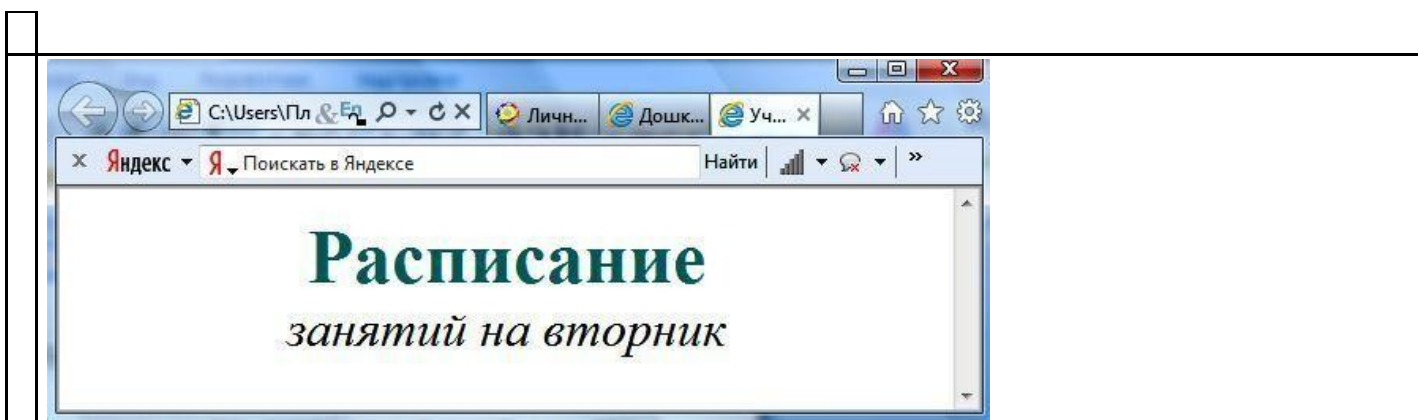 C:\Users\Пл
Личн...
Дошк...
Уч...
Яндекс
Я
Поискать в Яндексе
Найти
Расписание
занятий на вторник